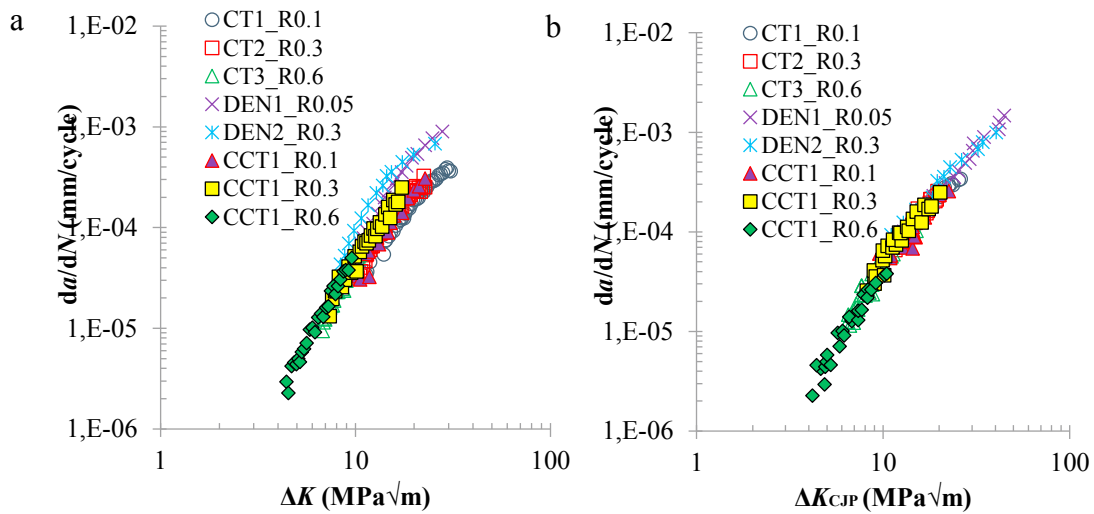 a
1,E-02
1,E-03
1,E-04
1,E-05
1,E-06
da/dN (mm/cycle)
CT1_R0.1
CT2_R0.3
CT3_R0.6
DEN1_R0.05
DEN2_R0.3
CCT1_R0.1
CCT1_R0.3
CCT1_R0.6
1
10
100
ΔK (MPa√m)
b
1,E-02
1,E-03
1,E-04
1,E-05
1,E-06
da/dN (mm/cycle)
CT1_R0.1
CT2_R0.3
CT3_R0.6
DEN1_R0.05
DEN2_R0.3
CCT1_R0.1
CCT1_R0.3
CCT1_R0.6
1
10
100
ΔKCJP (MPa√m)